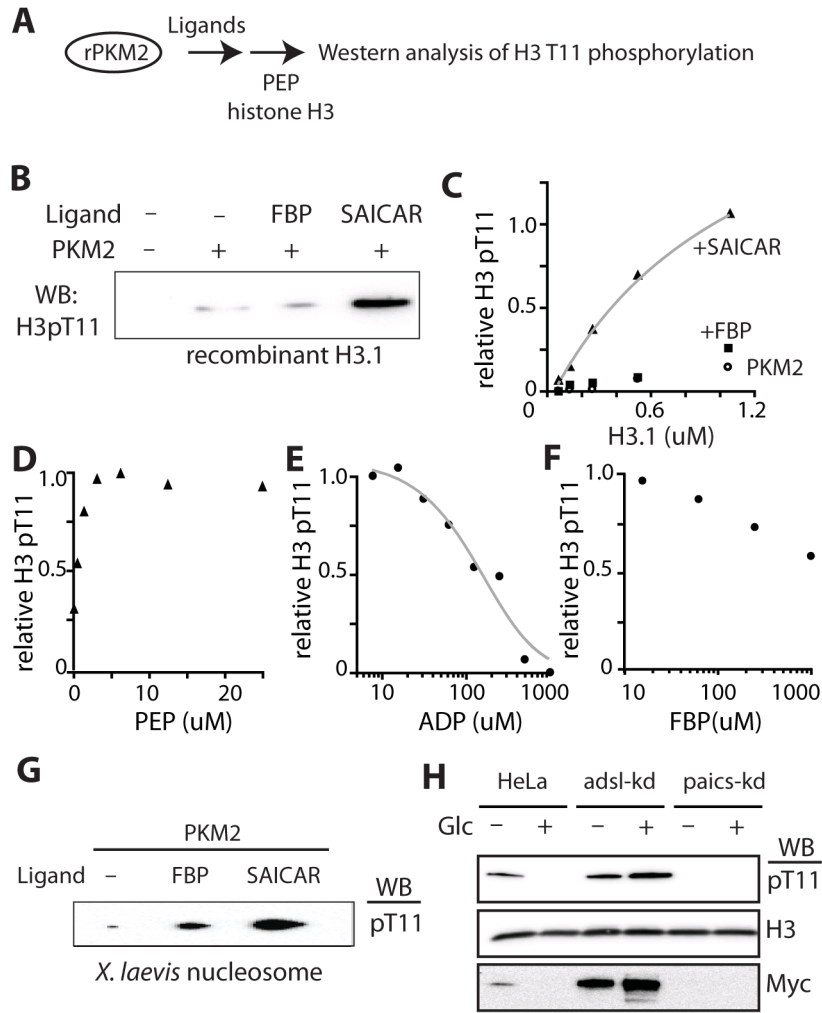 A
rPKM2 Ligands Western analysis of H3 T11 phosphorylation
PEP
histone H3
B
Ligand – – FBP SAICAR
PKM2 – + + +
WB:
H3pT11
recombinant H3.1
C
relative H3 pT11
1.0
0.5
0
0 0.6 1.2
H3.1 (uM)
+SAICAR
+FBP
PKM2
D
relative H3 pT11
1.0
0.5
0
0 10 20
PEP (uM)
E
relative H3 pT11
1.0
0.5
0
10 100 1000
ADP (uM)
F
relative H3 pT11
1.0
0.5
0
10 100 1000
FBP(uM)
G
PKM2
Ligand – FBP SAICAR
WB
pT11
X. laevis nucleosome
H
HeLa adsl-kd paics-kd
Glc – + – + – +
WB
pT11
H3
Myc